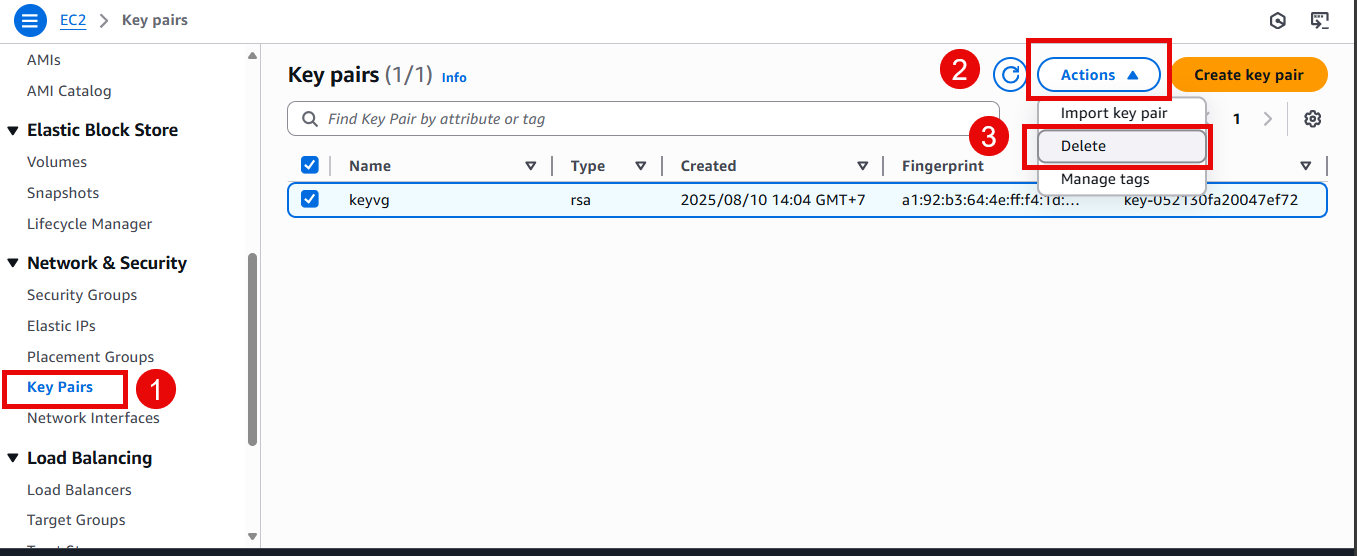 EC2 > Key pairs
AMIs
AMI Catalog
Elastic Block Store
Volumes
Snapshots
Lifecycle Manager
Network & Security
Security Groups
Elastic IPs
Placement Groups
Key Pairs
1
Network Interfaces
Load Balancing
Load Balancers
Target Groups
Key pairs (1/1) Info
2
Actions
Create key pair
Find Key Pair by attribute or tag
1
Import key pair
3
Delete
Manage tags
Name Type Created Fingerprint
keyvg rsa 2025/08/10 14:04 GMT+7 a1:92:b3:64:4e:ff:f4:1d:... key-052130fa20047ef72